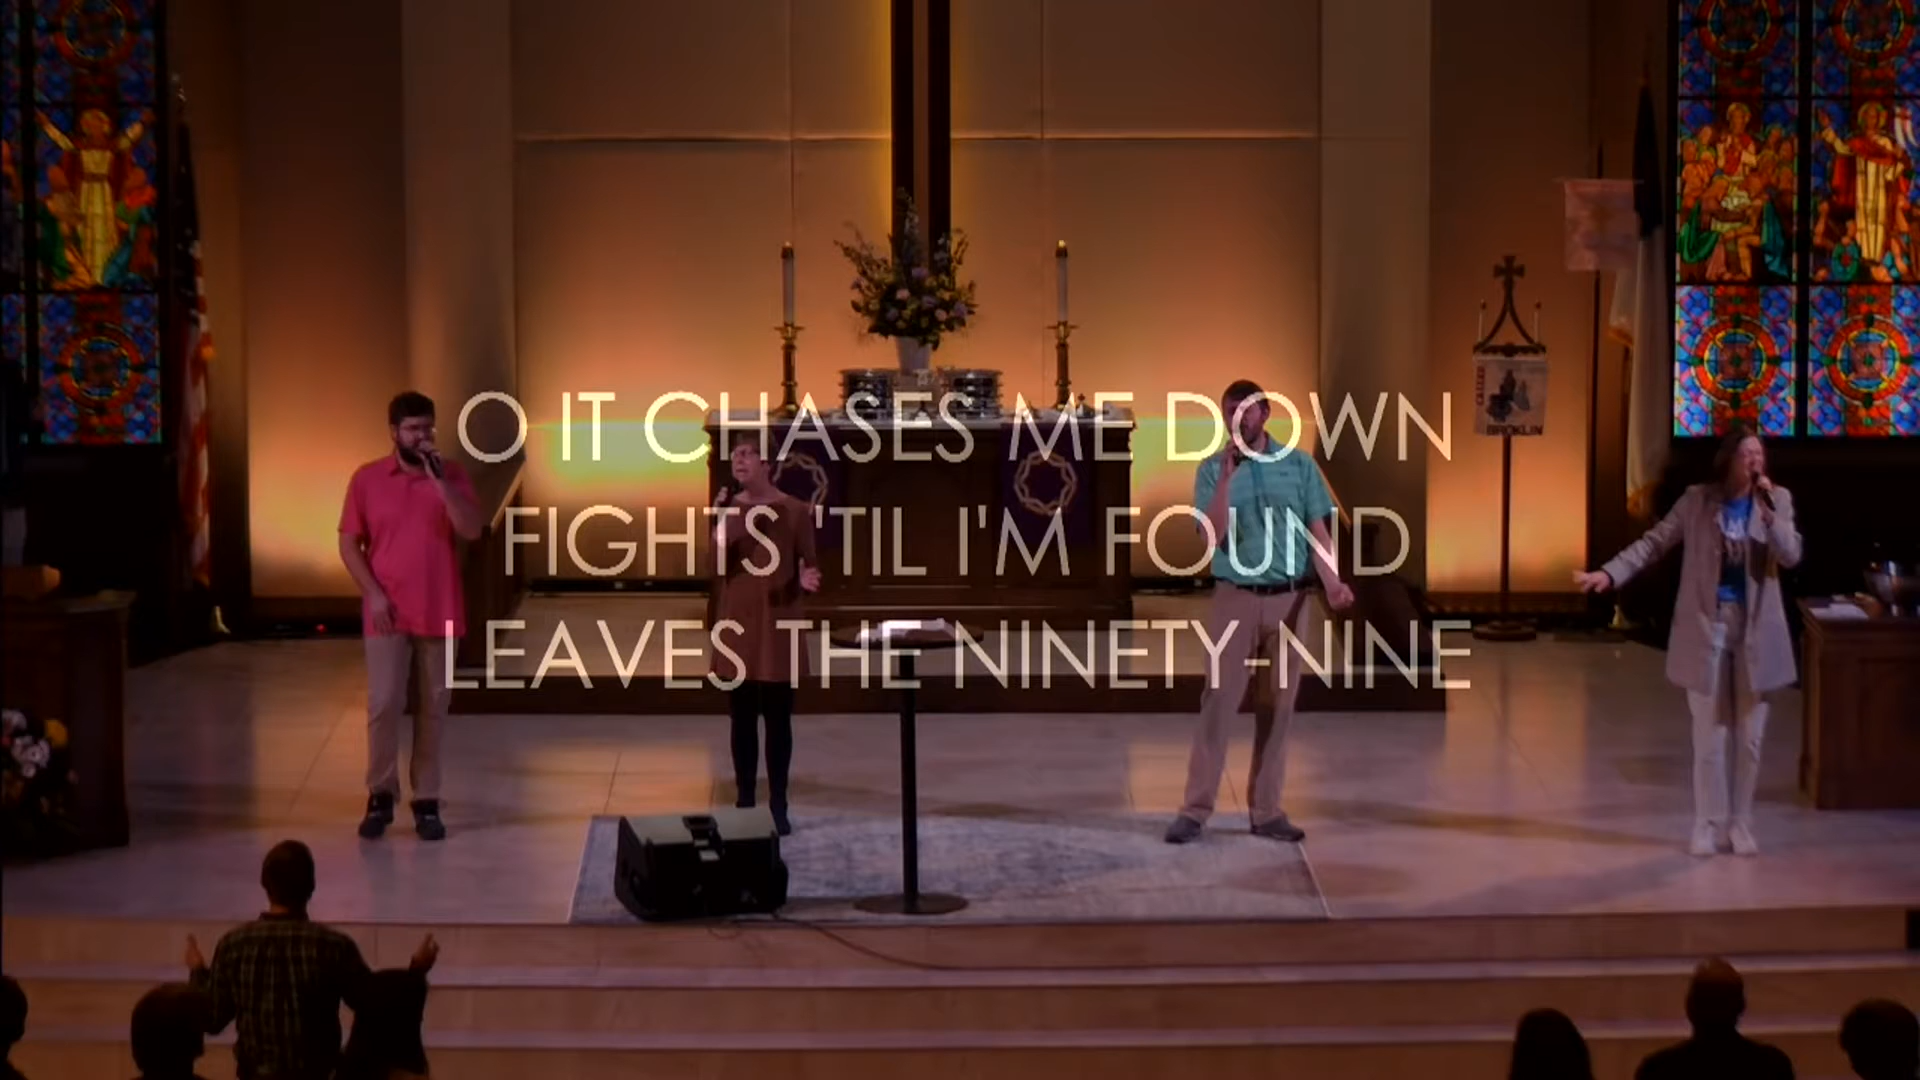 O IT CHASES ME DOWN
FIGHTS 'TIL I'M FOUND
LEAVES THE NINETY-NINE